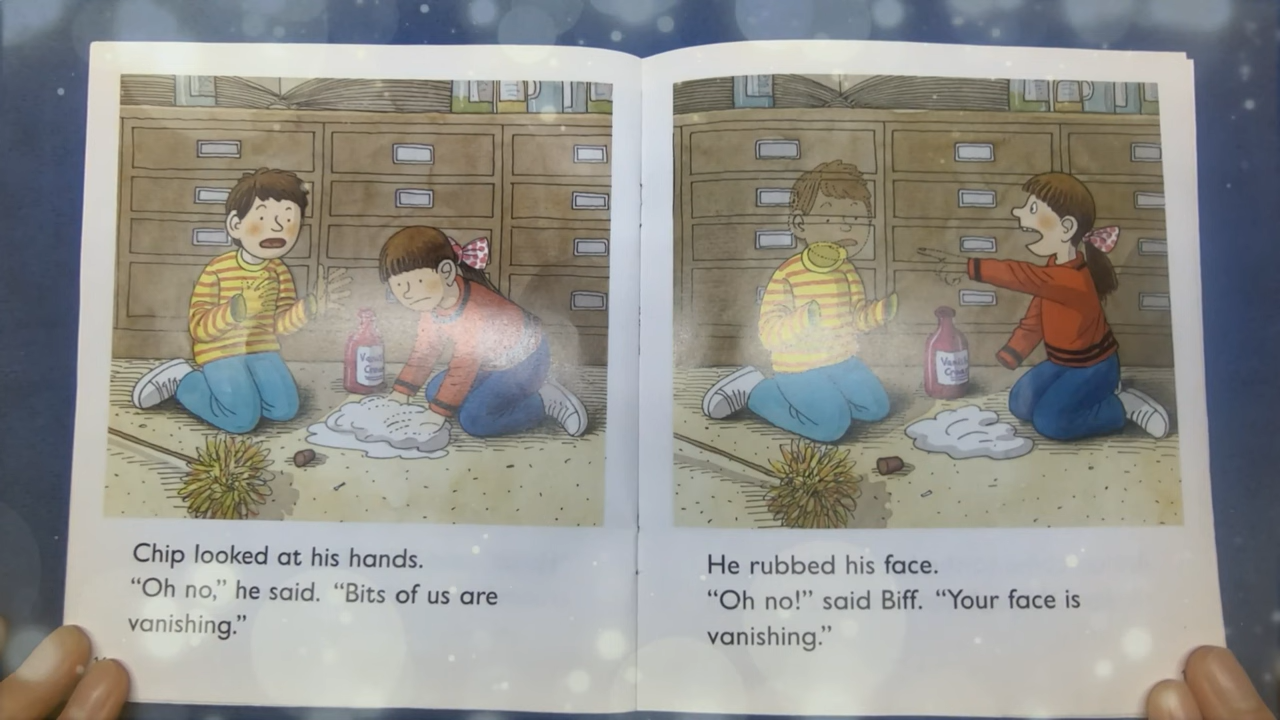 Chip looked at his hands.
“Oh no,” he said. “Bits of us are
vanishing.”
He rubbed his face.
“Oh no!” said Biff. “Your face is
vanishing.”